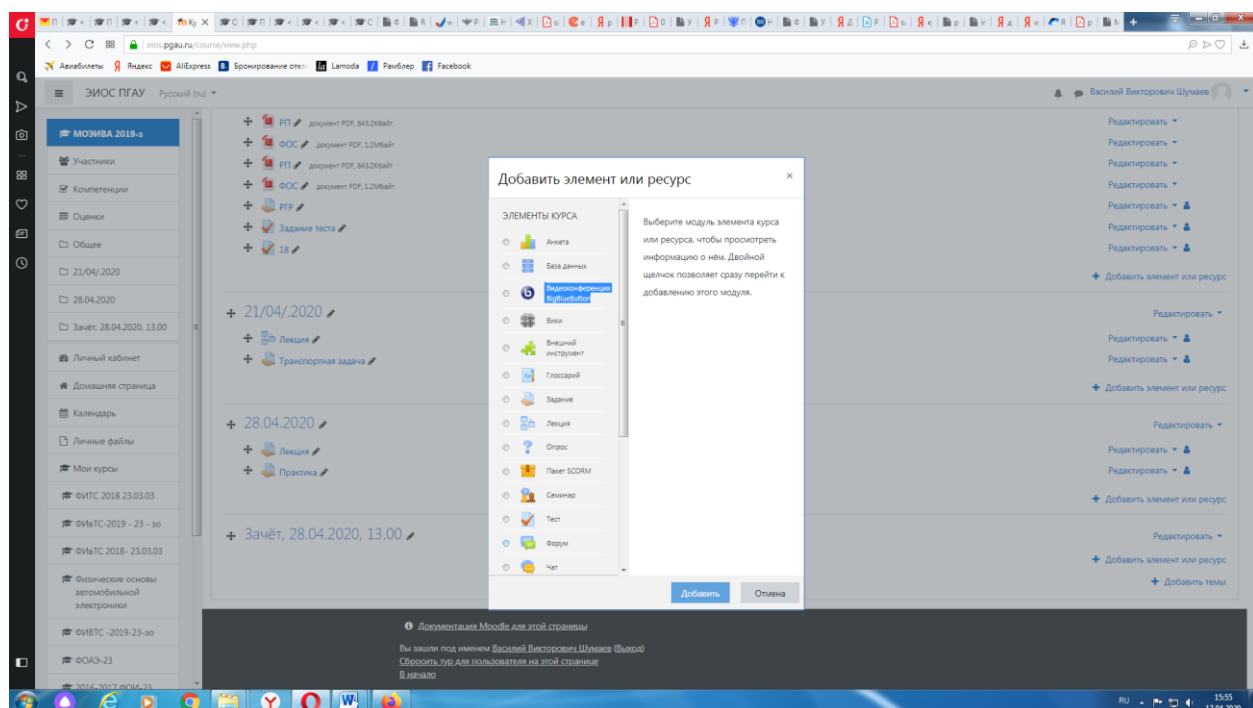 eios.pgau.ru/course/view.php
Авиабилеты Яндекс AliExpress Бронирование отел Lamoda Рамблер Facebook
ЭИОС ПГАУ Русский (ru)
Василий Викторович Шумаев
МОЭИВА 2019-з
Участники
Компетенции
Оценки
Общее
21/04/.2020
28.04.2020
Зачёт, 28.04.2020, 13.00
Личный кабинет
Домашняя страница
Календарь
Личные файлы
Мои курсы
ФИТС 2018 23.03.03
ФИвТС-2019 - 23 - зо
ФИвТС 2018- 23.03.03
Физические основы
автомобильной
электроники
ФИВТС -2019-23-зо
ФОАЭ-23
2016-2017 ФОИ-23
РП документ PDF, 843.2Кбайт Редактировать
ФОС документ PDF, 1.2Мбайт Редактировать
РП документ PDF, 843.2Кбайт Редактировать
ФОС документ PDF, 1.2Мбайт Редактировать
РГР Редактировать
Задание теста Редактировать
18 Редактировать
Добавить элемент или ресурс
21/04/.2020 Редактировать
Лекция Редактировать
Транспортная задача Редактировать
Добавить элемент или ресурс
28.04.2020 Редактировать
Лекция Редактировать
Практика Редактировать
Добавить элемент или ресурс
Зачёт, 28.04.2020, 13.00 Редактировать
Добавить элемент или ресурс
Добавить темы
Добавить элемент или ресурс ×
ЭЛЕМЕНТЫ КУРСА
Анкета
База данных
Видеоконференция
BigBlueButton
Вики
Внешний
инструмент
Глоссарий
Задание
Лекция
Опрос
Пакет SCORM
Семинар
Тест
Форум
Чат
Выберите модуль элемента курса
или ресурса, чтобы просмотреть
информацию о нём. Двойной
щелчок позволяет сразу перейти к
добавлению этого модуля.
Добавить Отмена
Документация Moodle для этой страницы
Вы зашли под именем Василий Викторович Шумаев (Выход)
Сбросить тур для пользователя на этой странице
В начало
RU 15:55
17.04.2020